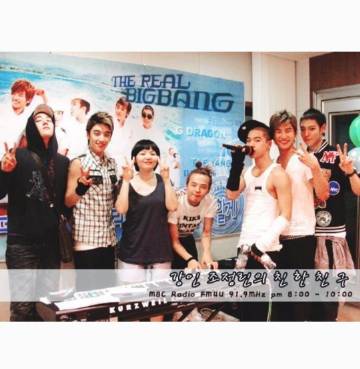 THE REAL
BIGBANG
G DRAGON
강인 조정린의 친한친구
MBC Radio FM4U 91.9MHz pm 8:00 - 10:00
KURZWEIL